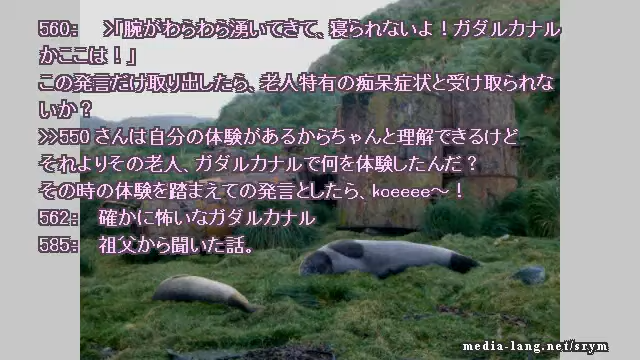 560:　>「腕がわらわら湧いてきて、寝られないよ！ガダルカナル
かここは！」
この発言だけ取り出したら、老人特有の痴呆症状と受け取られな
いか？
>>550さんは自分の体験があるからちゃんと理解できるけど
それよりその老人、ガダルカナルで何を体験したんだ？
その時の体験を踏まえての発言としたら、koeeee～！
562:　確かに怖いなガダルカナル
585:　祖父から聞いた話。
media-lang.net/srym